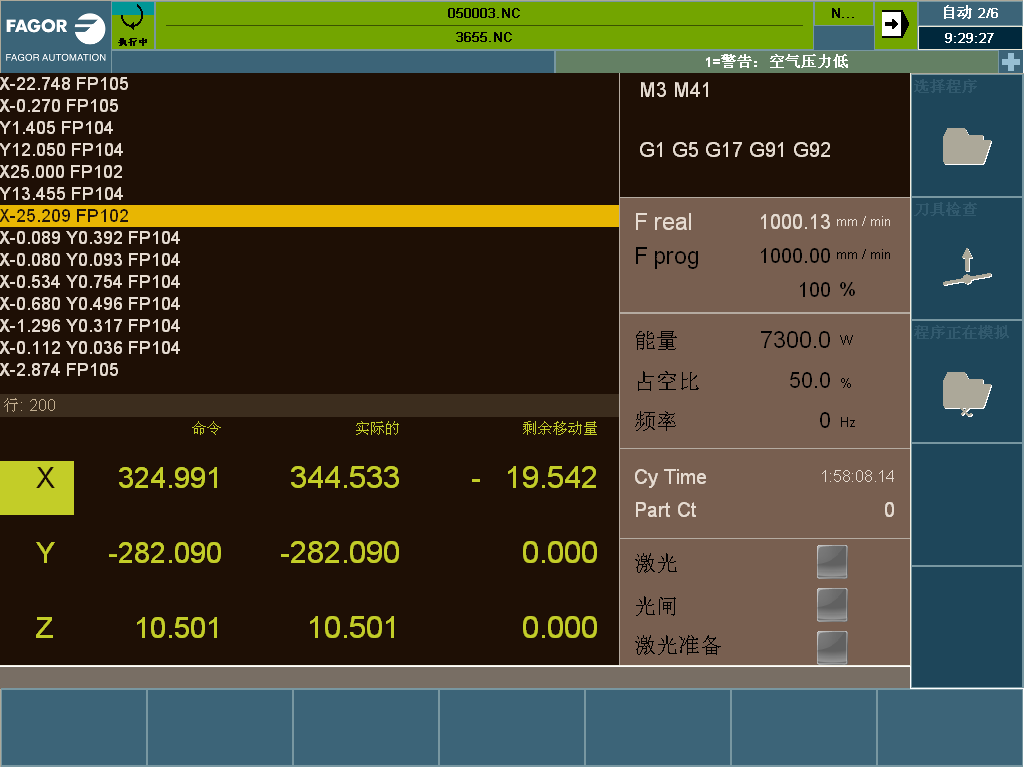 FAGOR
FAGOR AUTOMATION
执行中
050003.NC
3655.NC
N...
自动 2/6
9:29:27
1=警告: 空气压力低
X-22.748 FP105
X-0.270 FP105
Y1.405 FP104
Y12.050 FP104
X25.000 FP102
Y13.455 FP104
X-25.209 FP102
X-0.089 Y0.392 FP104
X-0.080 Y0.093 FP104
X-0.534 Y0.754 FP104
X-0.680 Y0.496 FP104
X-1.296 Y0.317 FP104
X-0.112 Y0.036 FP104
X-2.874 FP105
行: 200
命令 实际的 剩余移动量
X 324.991 344.533 - 19.542
Y -282.090 -282.090 0.000
Z 10.501 10.501 0.000
M3 M41
G1 G5 G17 G91 G92
F real 1000.13 mm / min
F prog 1000.00 mm / min
100 %
能量 7300.0 W
占空比 50.0 %
频率 0 Hz
Cy Time 1:58:08.14
Part Ct 0
激光
光闸
激光准备
选择程序
刀具检查
程序正在模拟